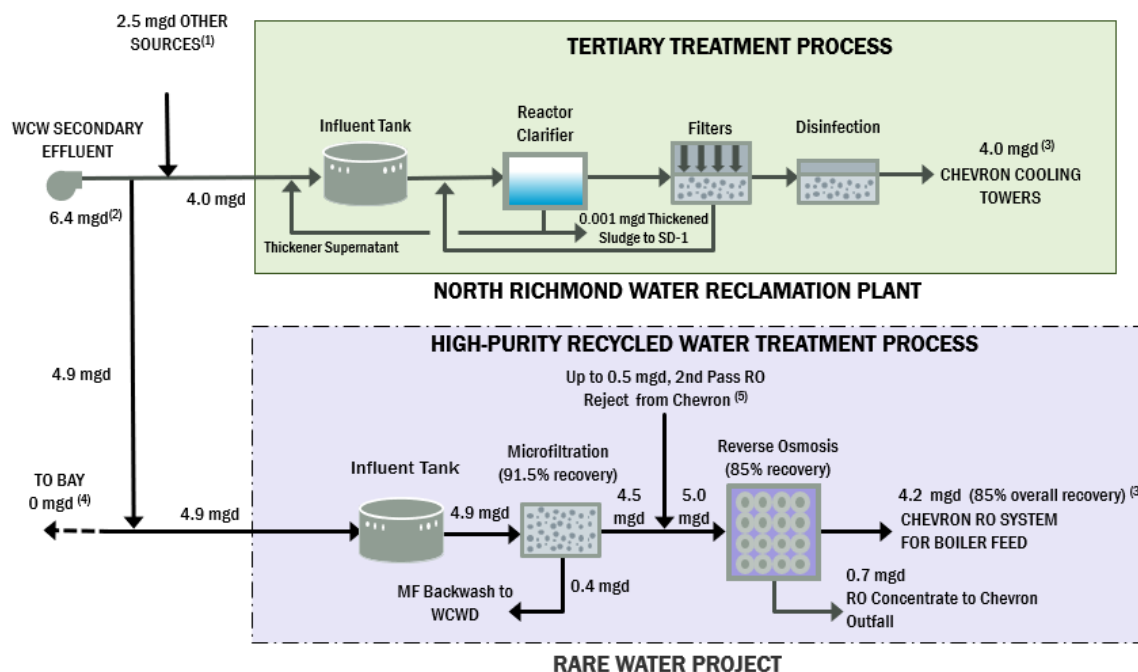 2.5 mgd OTHER
SOURCES(1)
TERTIARY TREATMENT PROCESS
WCW SECONDARY
EFFLUENT
6.4 mgd(2)
4.0 mgd
Influent Tank
Reactor
Clarifier
Filters
Disinfection
4.0 mgd (3)
CHEVRON COOLING
TOWERS
Thickener Supernatant
0.001 mgd Thickened
Sludge to SD-1
NORTH RICHMOND WATER RECLAMATION PLANT
HIGH-PURITY RECYCLED WATER TREATMENT PROCESS
4.9 mgd
Up to 0.5 mgd, 2nd Pass RO
Reject from Chevron (5)
TO BAY
0 mgd (4)
4.9 mgd
Influent Tank
4.9 mgd
Microfiltration
(91.5% recovery)
4.5
mgd
5.0
mgd
Reverse Osmosis
(85% recovery)
4.2 mgd (85% overall recovery) (3
CHEVRON RO SYSTEM
FOR BOILER FEED
0.4 mgd
MF Backwash to
WCWD
0.7 mgd
RO Concentrate to Chevron
Outfall
RARE WATER PROJECT